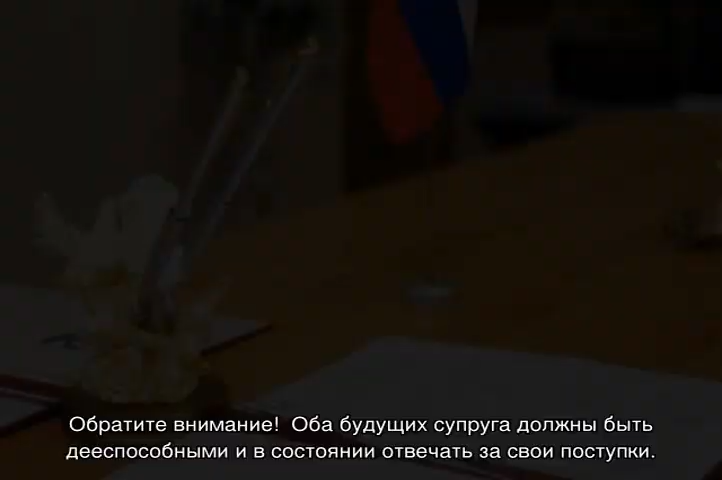 Обратите внимание!  Оба будущих супруга должны быть
дееспособными и в состоянии отвечать за свои поступки.